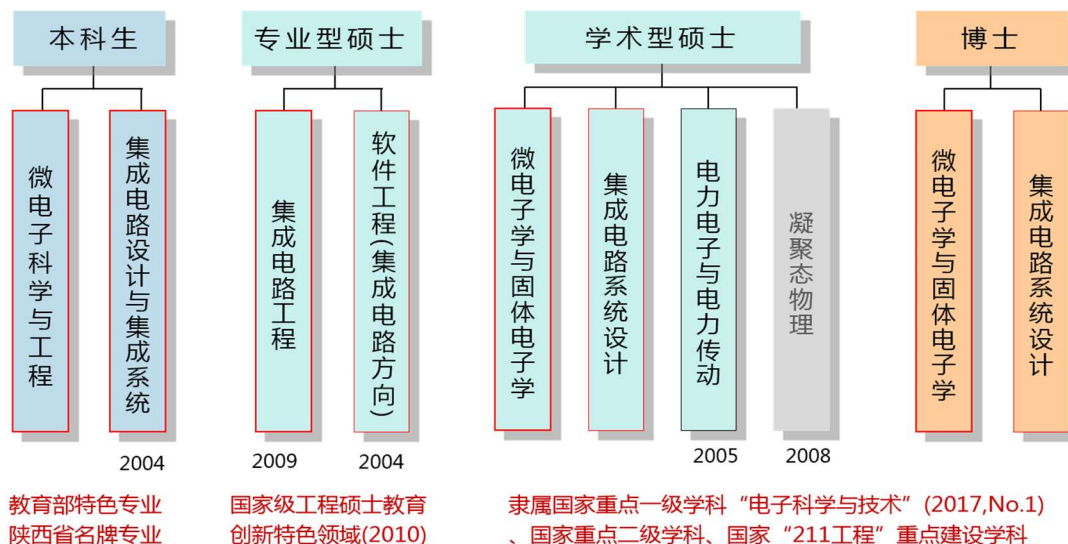 本科生
专业型硕士
学术型硕士
博士
微电子科学与工程
集成电路设计与集成系统
集成电路工程
软件工程(集成电路方向)
微电子学与固体电子学
集成电路系统设计
电力电子与电力传动
凝聚态物理
微电子学与固体电子学
集成电路系统设计
2004
2009
2004
2005
2008
教育部特色专业
陕西省名牌专业
国家级工程硕士教育
创新特色领域(2010)
隶属国家重点一级学科“电子科学与技术”(2017,No.1)
、国家重点二级学科、国家“211工程”重点建设学科